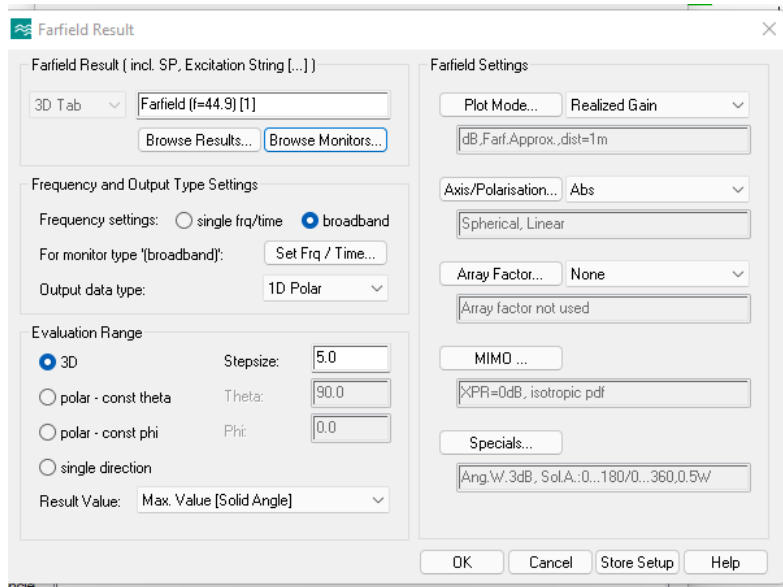 Farfield Result
Farfield Result ( incl. SP, Excitation String [...] )
3D Tab
Farfield (f=44.9) [1]
Browse Results...
Browse Monitors...
Frequency and Output Type Settings
Frequency settings:
single frq/time
broadband
For monitor type '(broadband)':
Set Frq / Time...
Output data type:
1D Polar
Evaluation Range
3D
Stepsize:
5.0
polar - const theta
Theta:
90.0
polar - const phi
Phi:
0.0
single direction
Result Value:
Max. Value [Solid Angle]
Farfield Settings
Plot Mode...
Realized Gain
dB,Farf.Approx.,dist=1m
Axis/Polarisation...
Abs
Spherical, Linear
Array Factor...
None
Array factor not used
MIMO ...
XPR=0dB, isotropic pdf
Specials...
Ang.W.3dB, Sol.A.:0...180/0...360,0.5W
OK
Cancel
Store Setup
Help